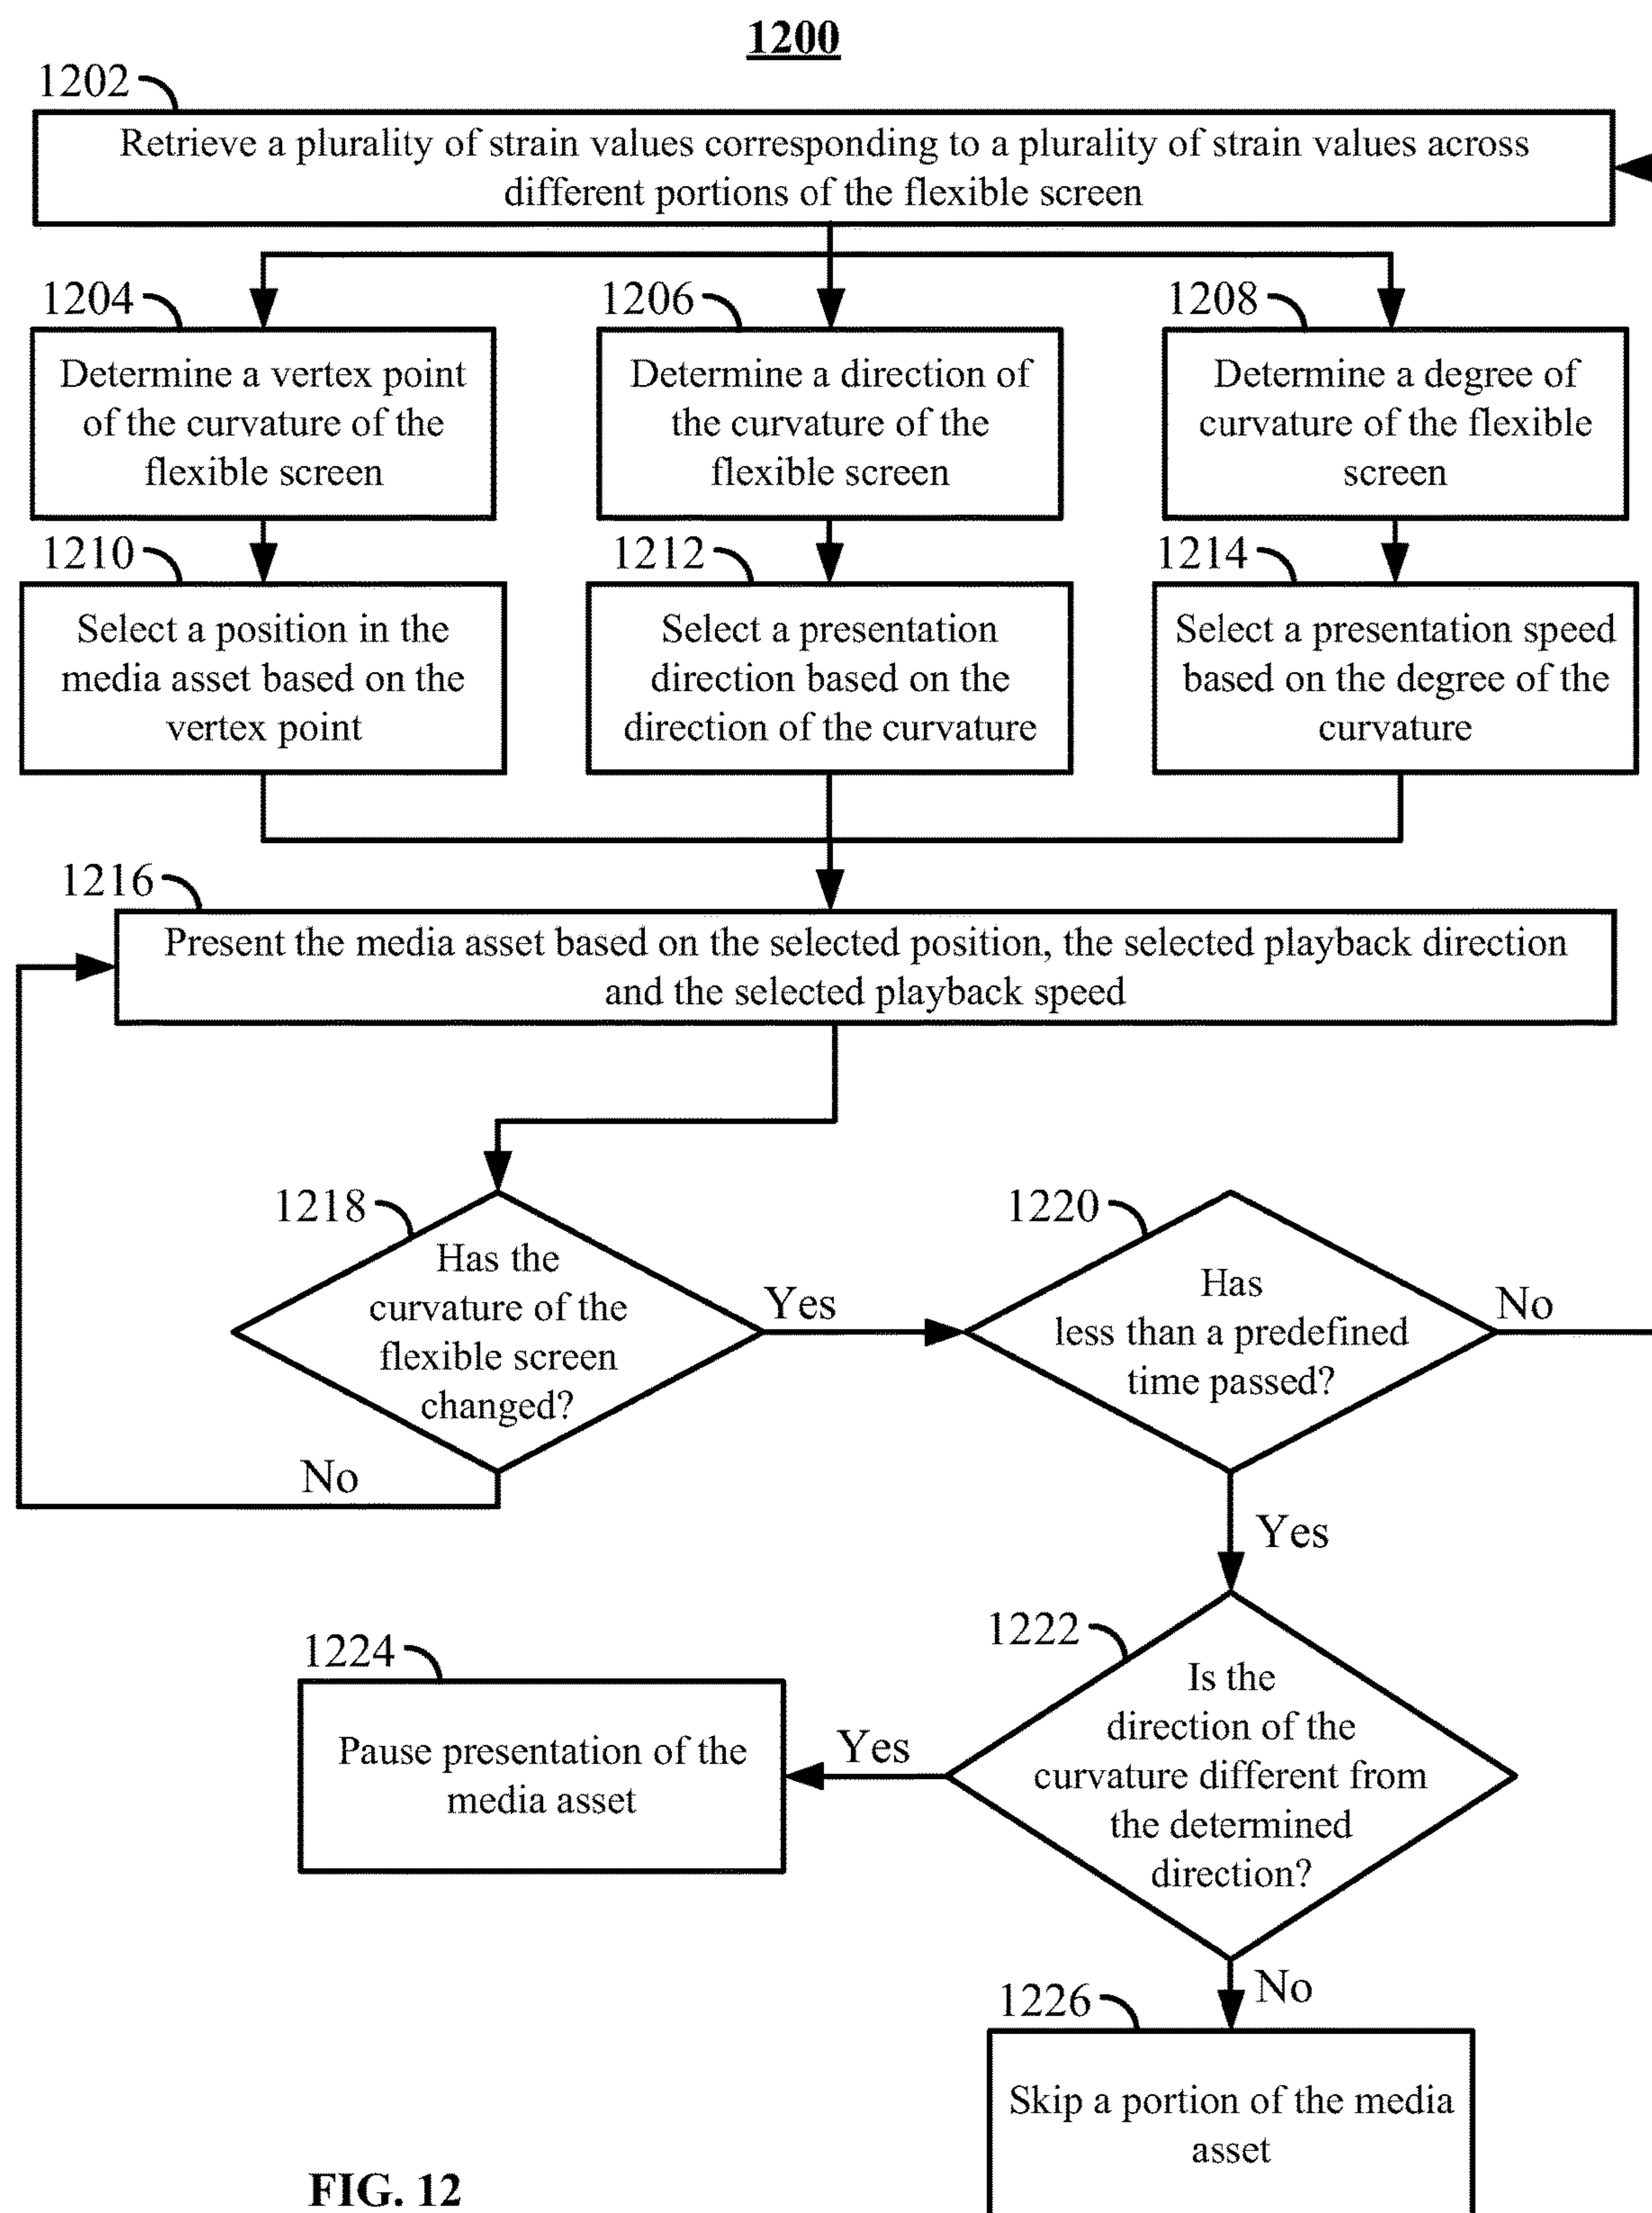 1200
1202
Retrieve a plurality of strain values corresponding to a plurality of strain values across
different portions of the flexible screen
1204
Determine a vertex point
of the curvature of the
flexible screen
1206
Determine a direction of
the curvature of the
flexible screen
1208
Determine a degree of
curvature of the flexible
screen
1210
Select a position in the
media asset based on the
vertex point
1212
Select a presentation
direction based on the
direction of the curvature
1214
Select a presentation speed
based on the degree of the
curvature
1216
Present the media asset based on the selected position, the selected playback direction
and the selected playback speed
1218
Has the
curvature of the
flexible screen
changed?
Yes
No
1220
Has
less than a predefined
time passed?
No
Yes
1222
Is the
direction of the
curvature different from
the determined
direction?
Yes
1224
Pause presentation of the
media asset
No
1226
Skip a portion of the media
asset
FIG. 12